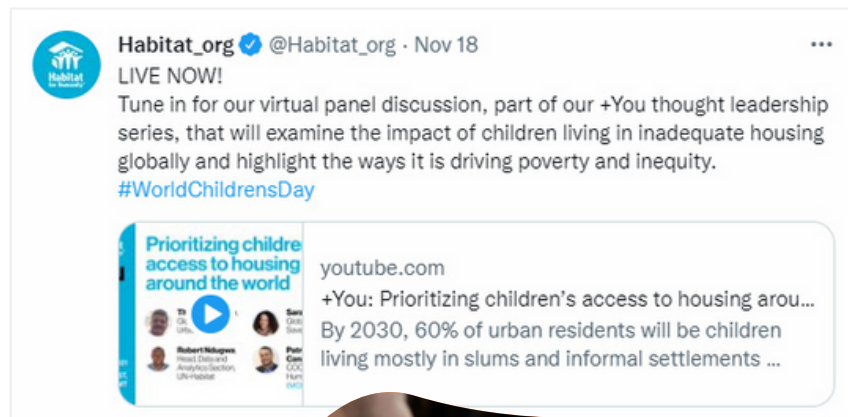 Habitat_org @Habitat_org · Nov 18
LIVE NOW!
Tune in for our virtual panel discussion, part of our +You thought leadership
series, that will examine the impact of children living in inadequate housing
globally and highlight the ways it is driving poverty and inequity.
#WorldChildrensDay
Habitat
for Humanity
Prioritizing childre
access to housing
around the world
Robert Ndugwa
Head, Data and
Analytics Section,
UN-Habitat
youtube.com
+You: Prioritizing children’s access to housing arou...
By 2030, 60% of urban residents will be children
living mostly in slums and informal settlements ...